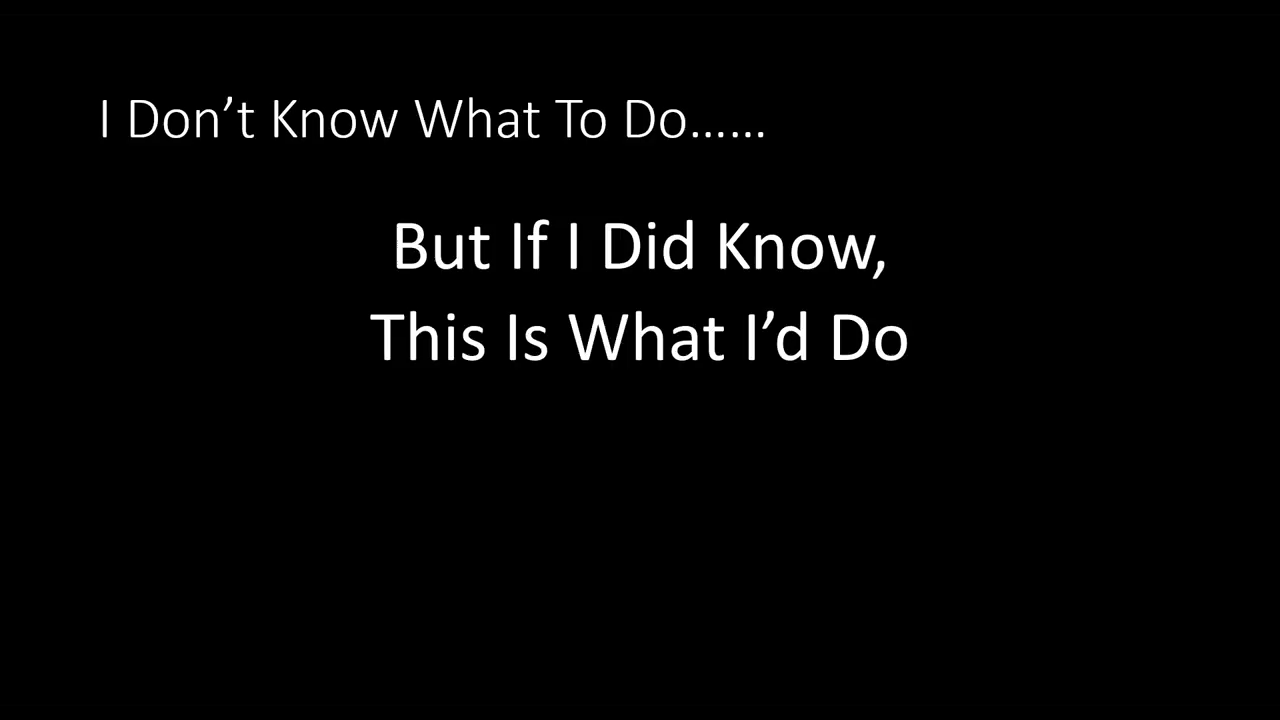 I Don’t Know What To Do……
But If I Did Know,
This Is What I’d Do